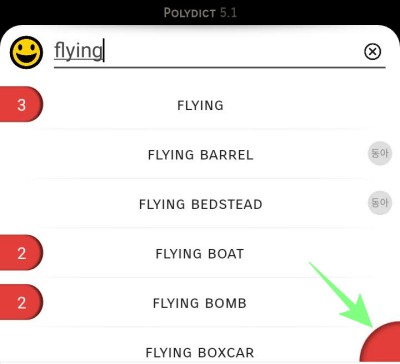 Polydict 5.1
flying
3 FLYING
FLYING BARREL 동아
FLYING BEDSTEAD 동아
2 FLYING BOAT
2 FLYING BOMB
FLYING BOXCAR